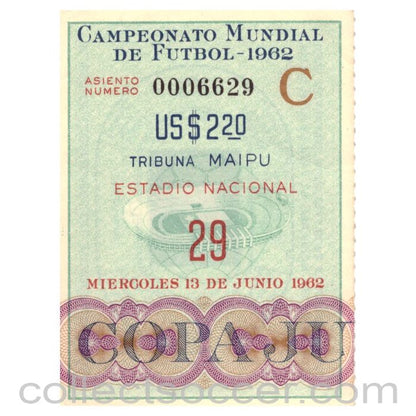 CAMPEONATO MUNDIAL
DE FUTBOL-1962
ASIENTO
NUMERO 0006629 C
US$2.20
TRIBUNA MAIPU
ESTADIO NACIONAL
29
MIERCOLES 13 DE JUNIO 1962
COPA JU
collectsoccer.com